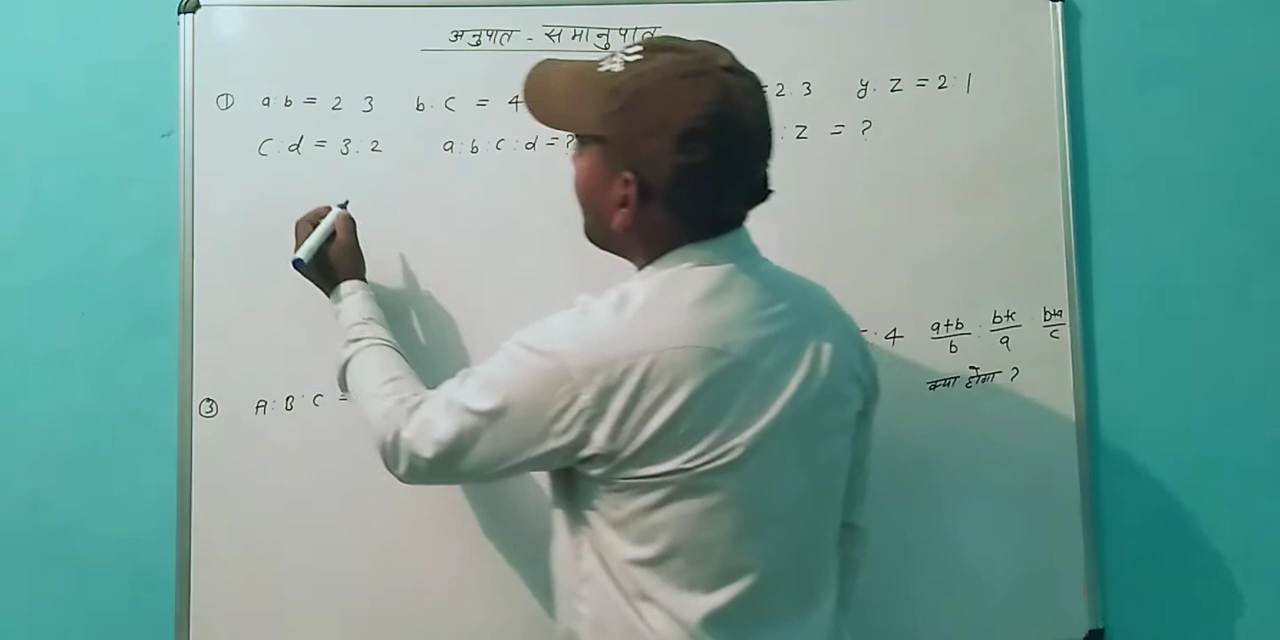 अनुपात - समानुपात
① a:b = 2 3 b:c = 4
= 2:3 y:z = 2:1
c:d = 3:2 a:b:c:d = ?
:z = ?
: 4 a+b/b : b+c/a : b+a/c
क्या होगा ?
③ A:B:C =